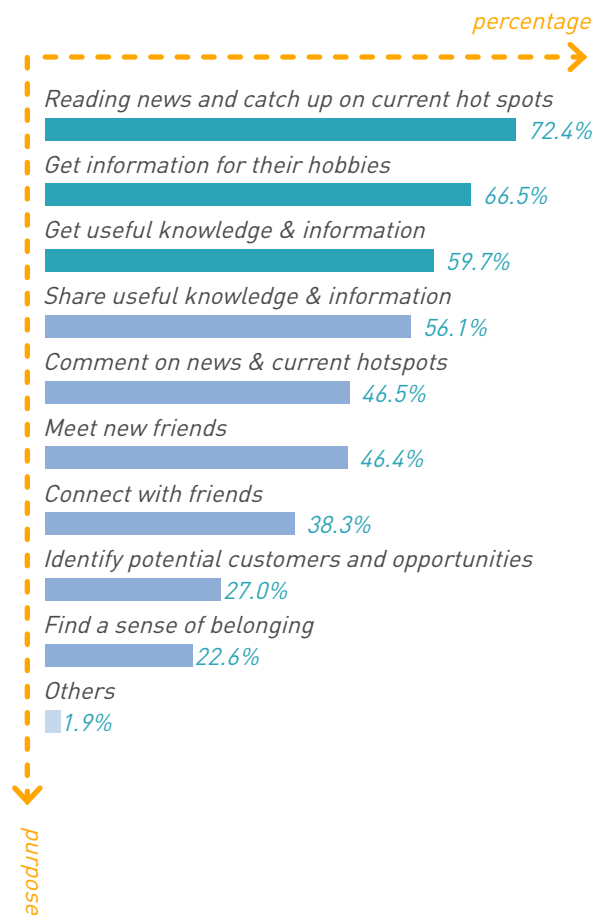 percentage
Reading news and catch up on current hot spots
72.4%
Get information for their hobbies
66.5%
Get useful knowledge & information
59.7%
Share useful knowledge & information
56.1%
Comment on news & current hotspots
46.5%
Meet new friends
46.4%
Connect with friends
38.3%
Identify potential customers and opportunities
27.0%
Find a sense of belonging
22.6%
Others
1.9%
purpose